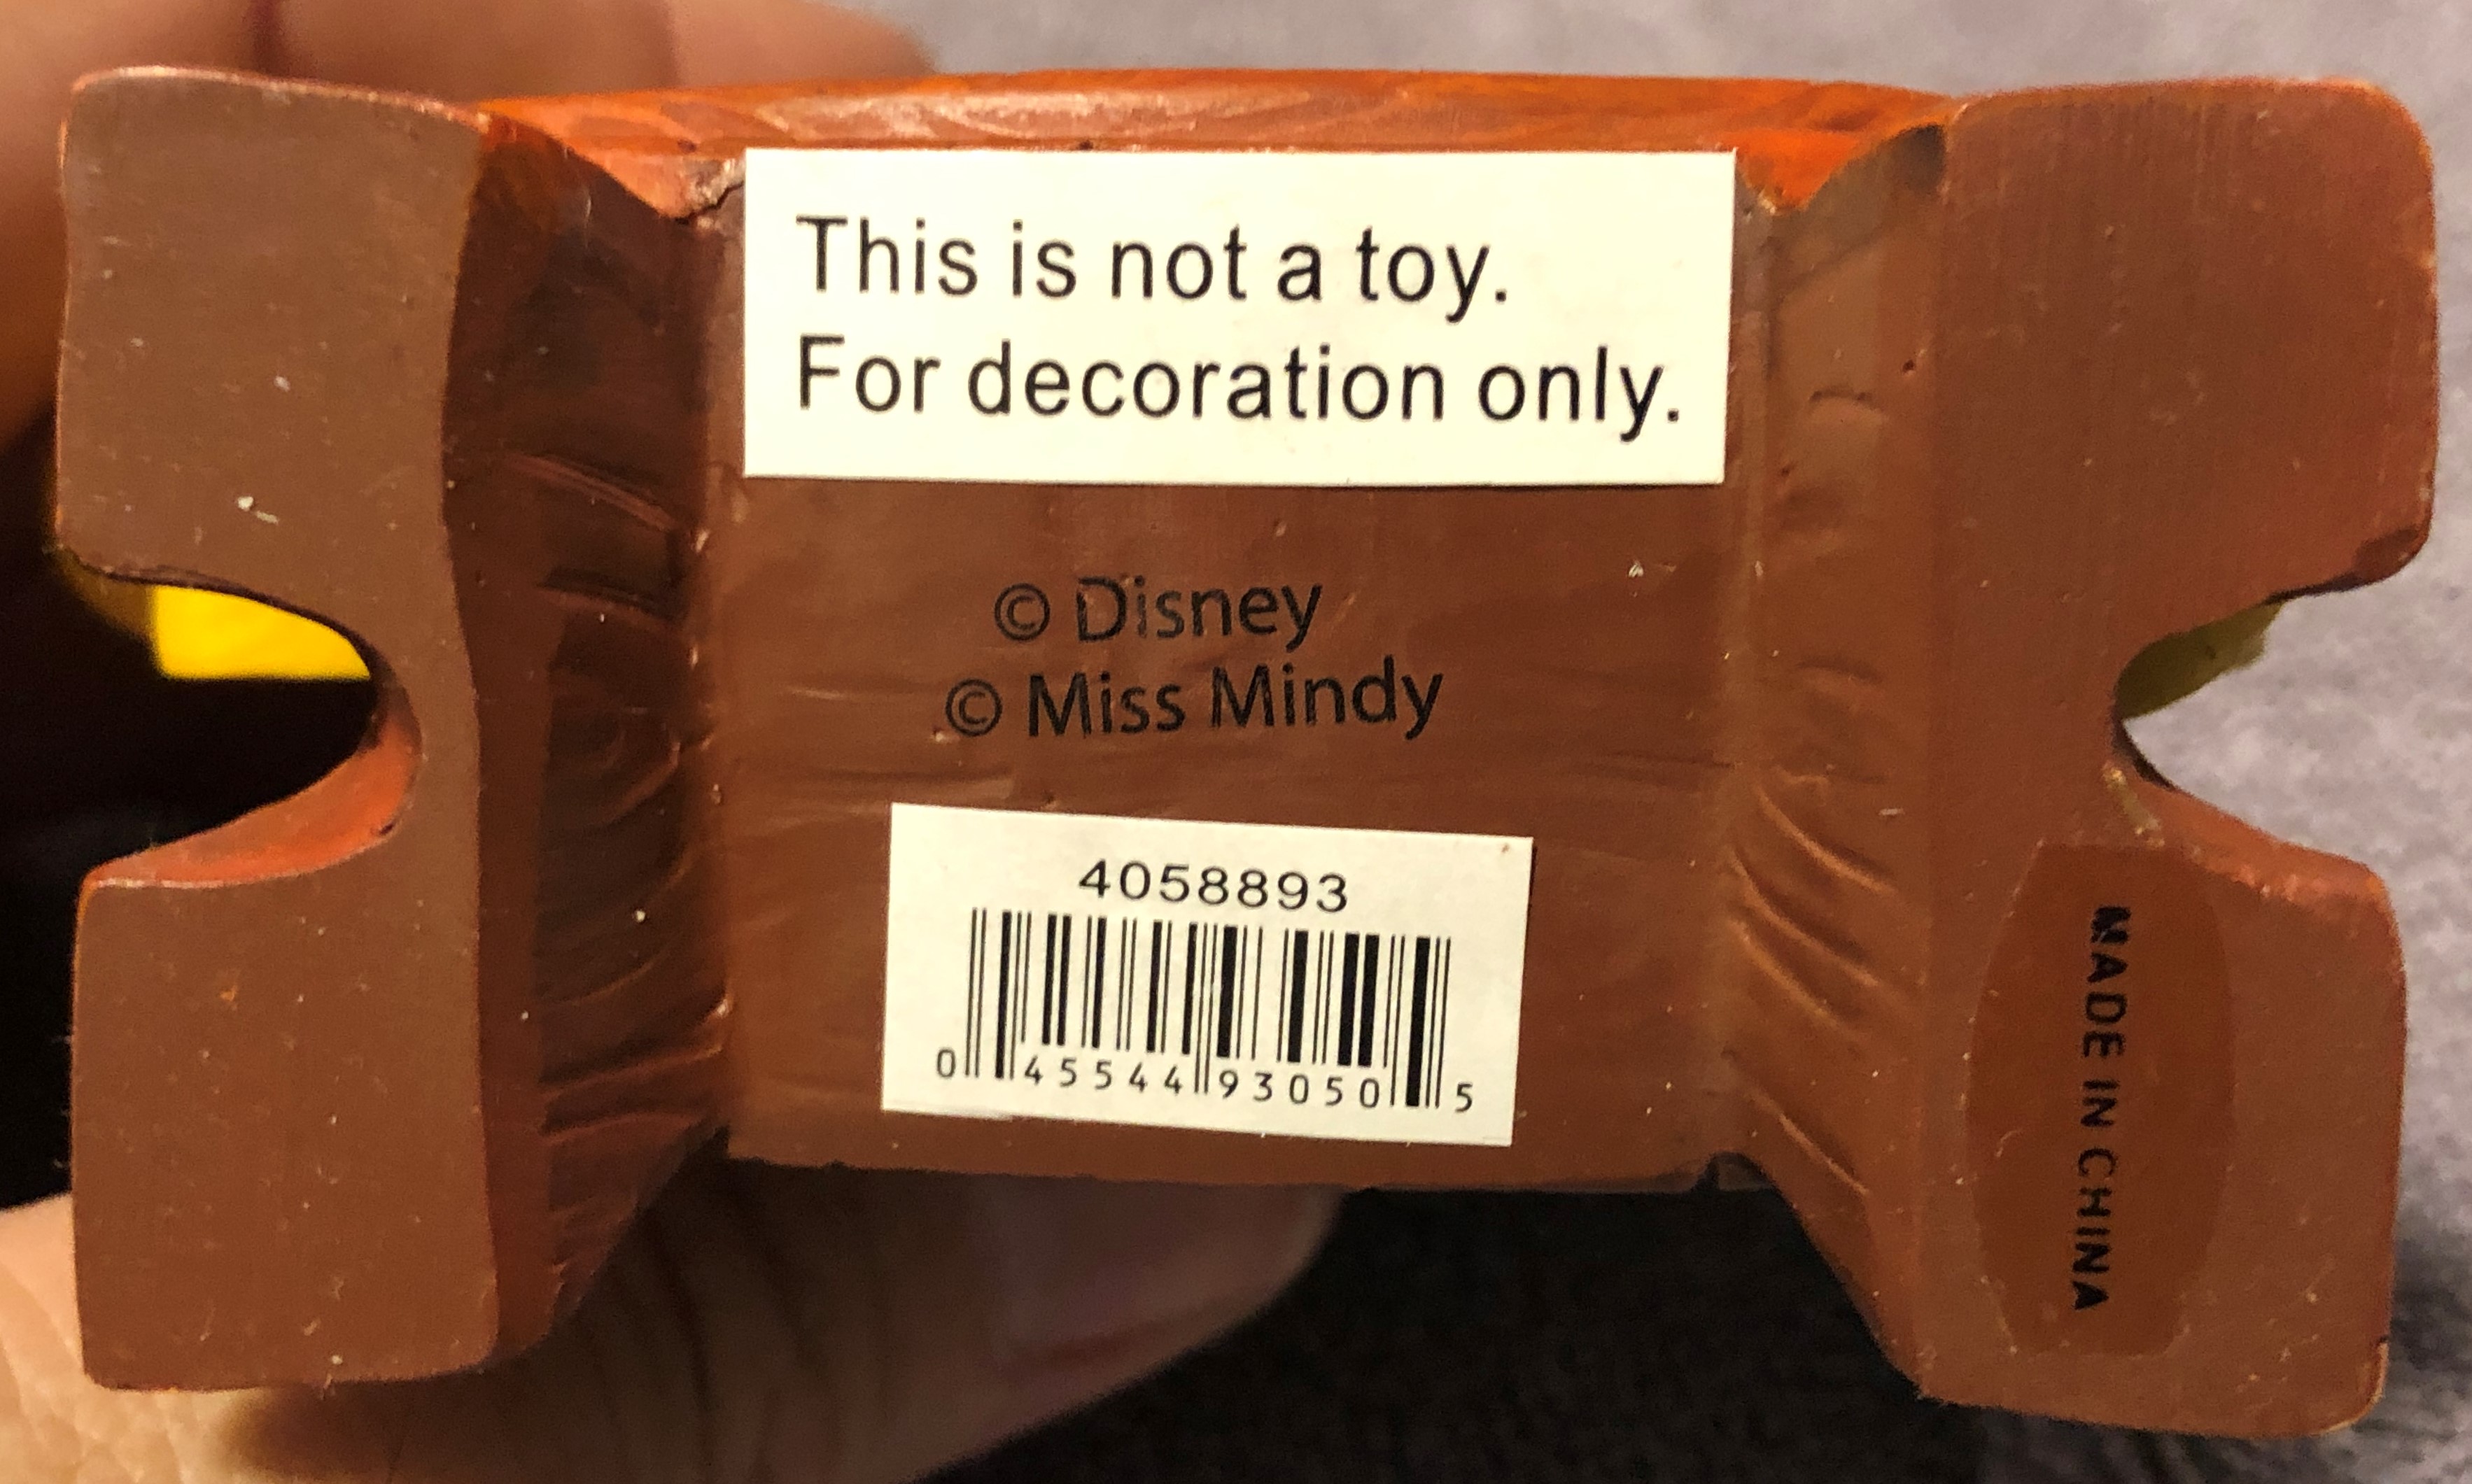 This is not a toy.
For decoration only.
© Disney
© Miss Mindy
4058893
0 45544 93050 5
MADE IN CHINA